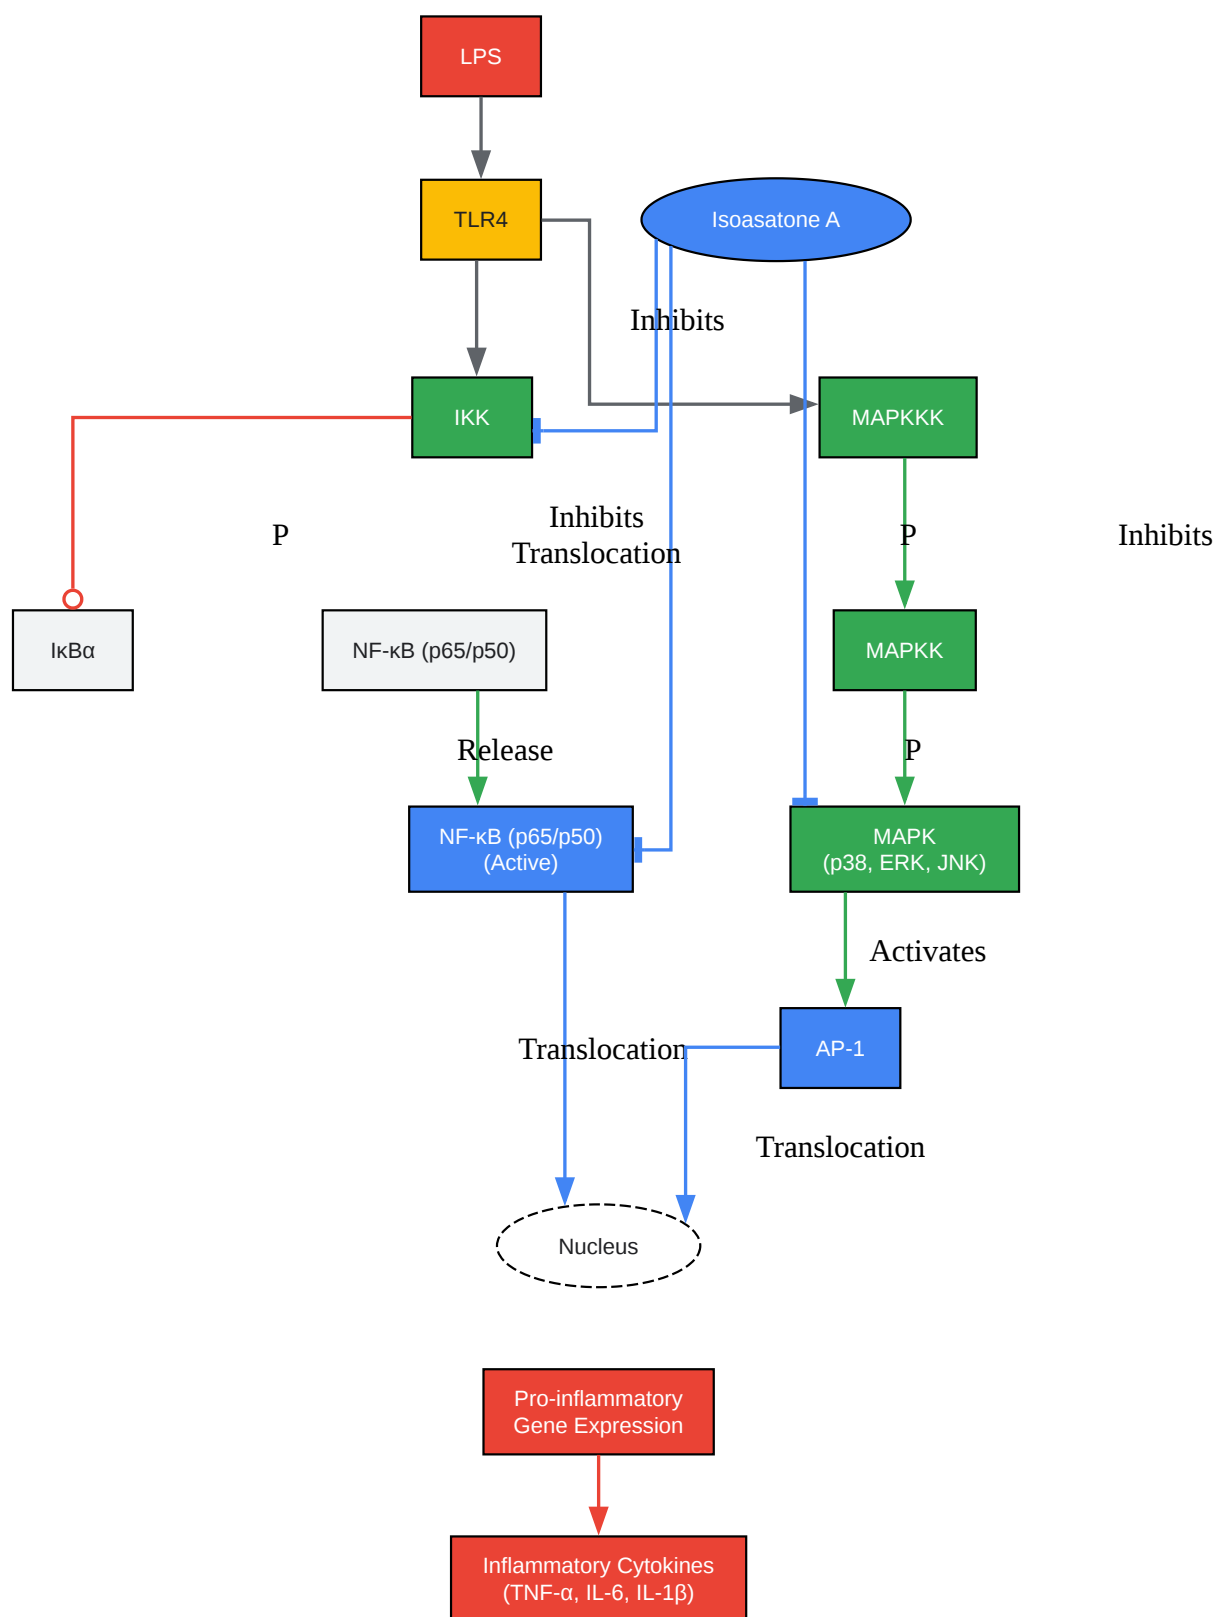 LPS
TLR4
Isoasatone A
Inhibits
IKK
MAPKKK
P
Inhibits
Translocation
P
Inhibits
IκBα
NF-κB (p65/p50)
MAPKK
Release
P
NF-κB (p65/p50)
(Active)
MAPK
(p38, ERK, JNK)
Activates
Translocation
AP-1
Translocation
Nucleus
Pro-inflammatory
Gene Expression
Inflammatory Cytokines
(TNF-α, IL-6, IL-1β)